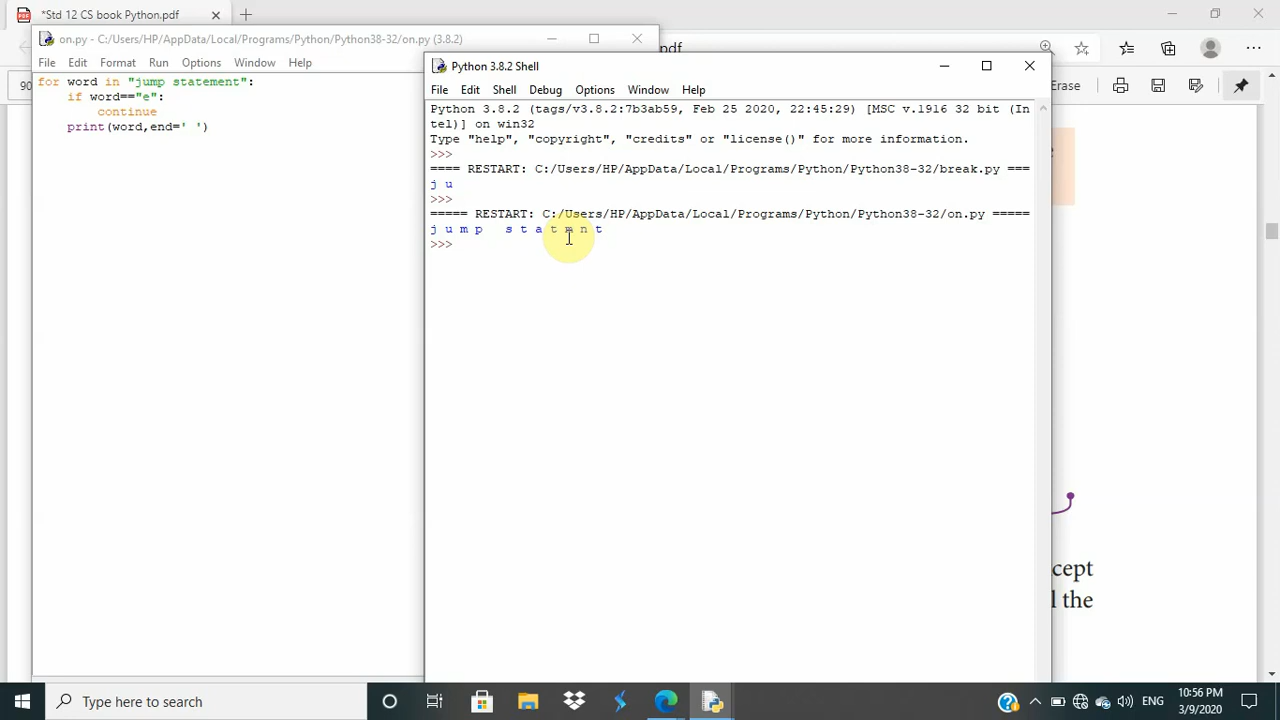 *Std 12 CS book Python.pdf
on.py - C:/Users/HP/AppData/Local/Programs/Python/Python38-32/on.py (3.8.2)
pdf
File Edit Format Run Options Window Help
90
Erase
for word in "jump statement":
    if word=="e":
        continue
    print(word,end=' ')
Python 3.8.2 Shell
File Edit Shell Debug Options Window Help
Python 3.8.2 (tags/v3.8.2:7b3ab59, Feb 25 2020, 22:45:29) [MSC v.1916 32 bit (In
tel)] on win32
Type "help", "copyright", "credits" or "license()" for more information.
>>>
==== RESTART: C:/Users/HP/AppData/Local/Programs/Python/Python38-32/break.py ===
j u
>>>
===== RESTART: C:/Users/HP/AppData/Local/Programs/Python/Python38-32/on.py =====
j u m p   s t a t m n t
>>>
cept
l the
Type here to search
ENG
10:56 PM
3/9/2020